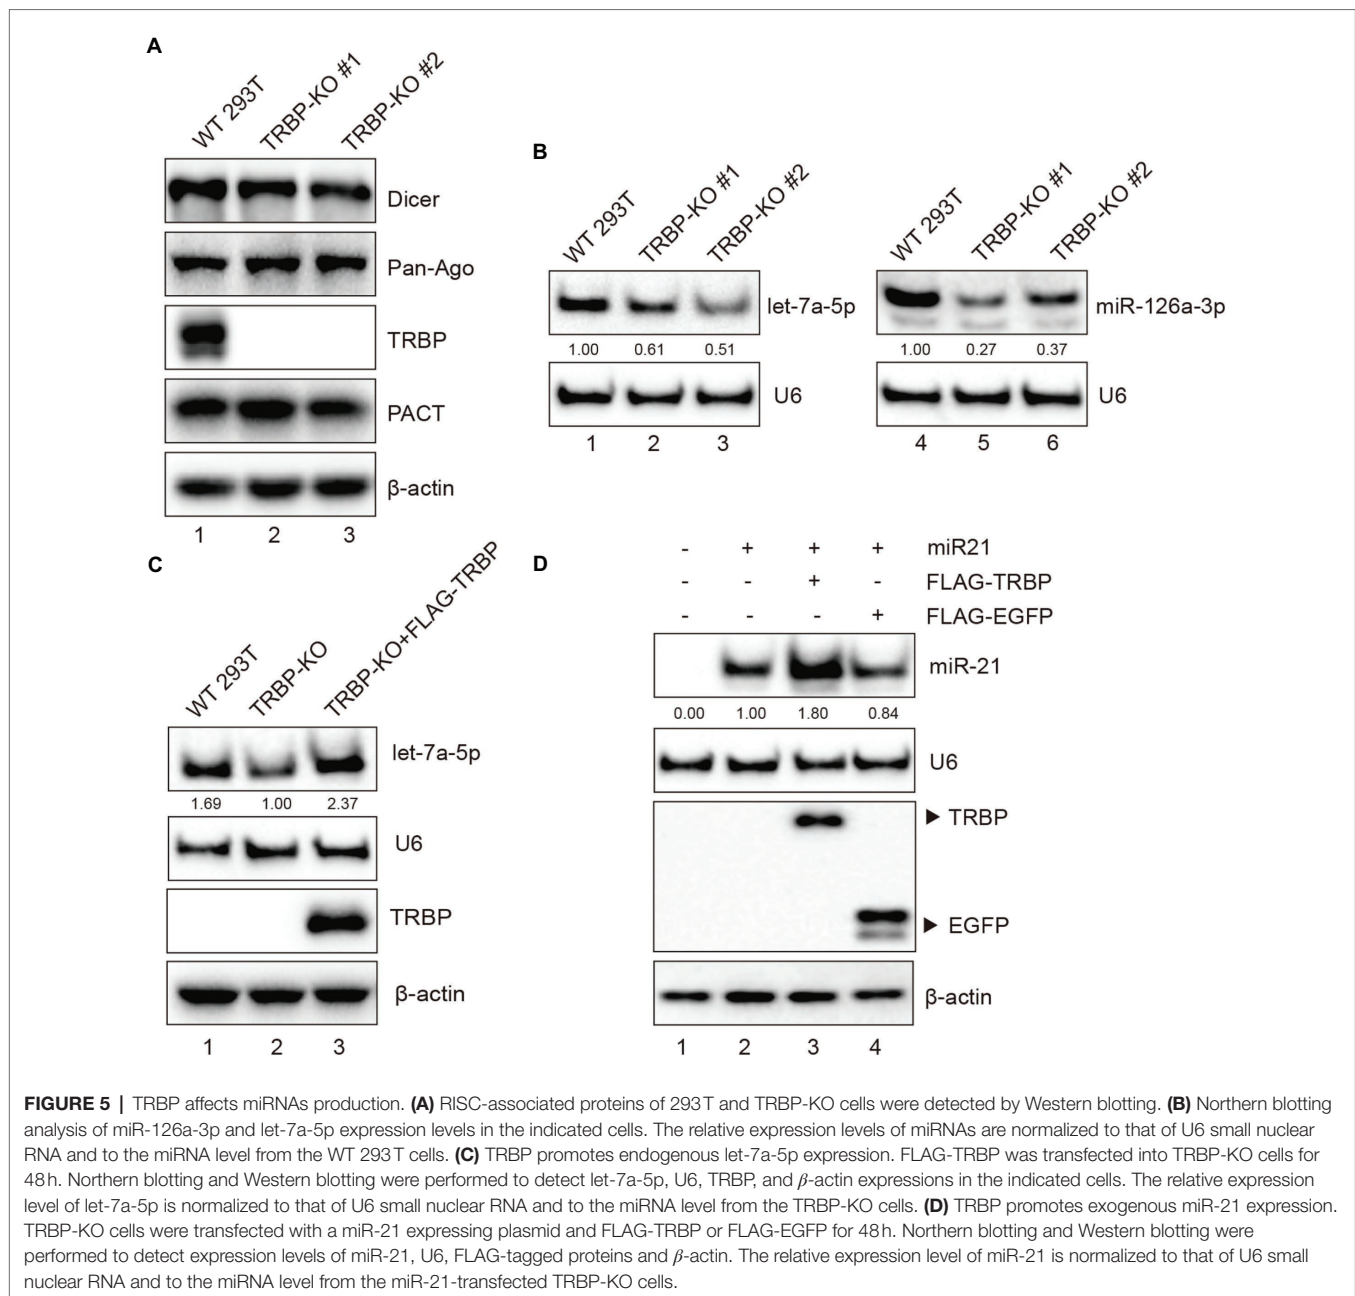 A
WT 293T
TRBP-KO #1
TRBP-KO #2
Dicer
Pan-Ago
TRBP
PACT
β-actin
1 2 3
B
WT 293T
TRBP-KO #1
TRBP-KO #2
let-7a-5p
1.00 0.61 0.51
U6
1 2 3
WT 293T
TRBP-KO #1
TRBP-KO #2
miR-126a-3p
1.00 0.27 0.37
U6
4 5 6
C
WT 293T
TRBP-KO
TRBP-KO+FLAG-TRBP
let-7a-5p
1.69 1.00 2.37
U6
TRBP
β-actin
1 2 3
D
- + + + miR21
- - + - FLAG-TRBP
- - - + FLAG-EGFP
miR-21
0.00 1.00 1.80 0.84
U6
TRBP
EGFP
β-actin
1 2 3 4
FIGURE 5 | TRBP affects miRNAs production. (A) RISC-associated proteins of 293T and TRBP-KO cells were detected by Western blotting. (B) Northern blotting
analysis of miR-126a-3p and let-7a-5p expression levels in the indicated cells. The relative expression levels of miRNAs are normalized to that of U6 small nuclear
RNA and to the miRNA level from the WT 293T cells. (C) TRBP promotes endogenous let-7a-5p expression. FLAG-TRBP was transfected into TRBP-KO cells for
48h. Northern blotting and Western blotting were performed to detect let-7a-5p, U6, TRBP, and β-actin expressions in the indicated cells. The relative expression
level of let-7a-5p is normalized to that of U6 small nuclear RNA and to the miRNA level from the TRBP-KO cells. (D) TRBP promotes exogenous miR-21 expression.
TRBP-KO cells were transfected with a miR-21 expressing plasmid and FLAG-TRBP or FLAG-EGFP for 48h. Northern blotting and Western blotting were
performed to detect expression levels of miR-21, U6, FLAG-tagged proteins and β-actin. The relative expression level of miR-21 is normalized to that of U6 small
nuclear RNA and to the miRNA level from the miR-21-transfected TRBP-KO cells.